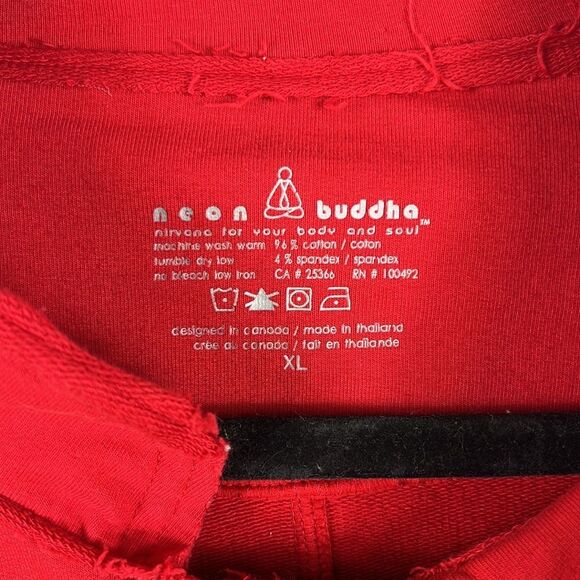 neon buddha™
nirvana for your body and soul™
machine wash warm 96% cotton / coton
tumble dry low 4% spandex / spandex
no bleach low iron CA # 25366 RN # 100492
designed in canada / made in thailand
crée au canada / fait en thaïlande
XL